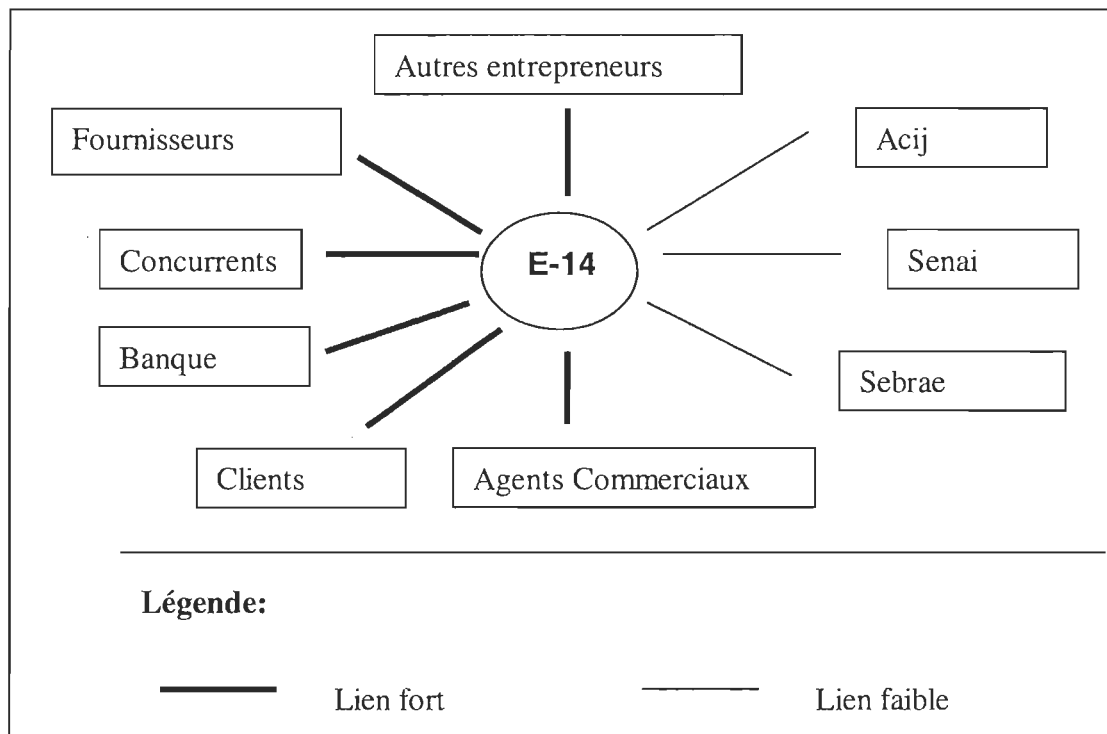 Autres entrepreneurs
Fournisseurs
Acij
Concurrents
E-14
Senai
Banque
Sebrae
Clients
Agents Commerciaux
Légende:
Lien fort
Lien faible